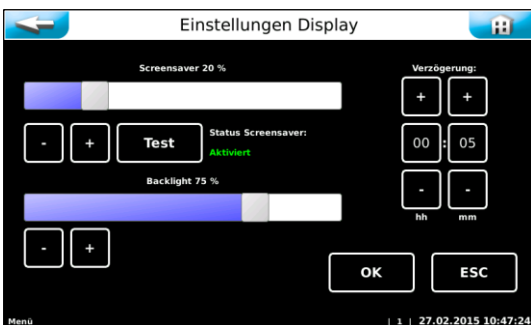 Einstellungen Display
Screensaver 20 %
Verzögerung:
+ +
- + Test
Status Screensaver:
Aktiviert
00 : 05
Backlight 75 %
- -
hh mm
- +
OK ESC
Menü | 1 | 27.02.2015 10:47:24